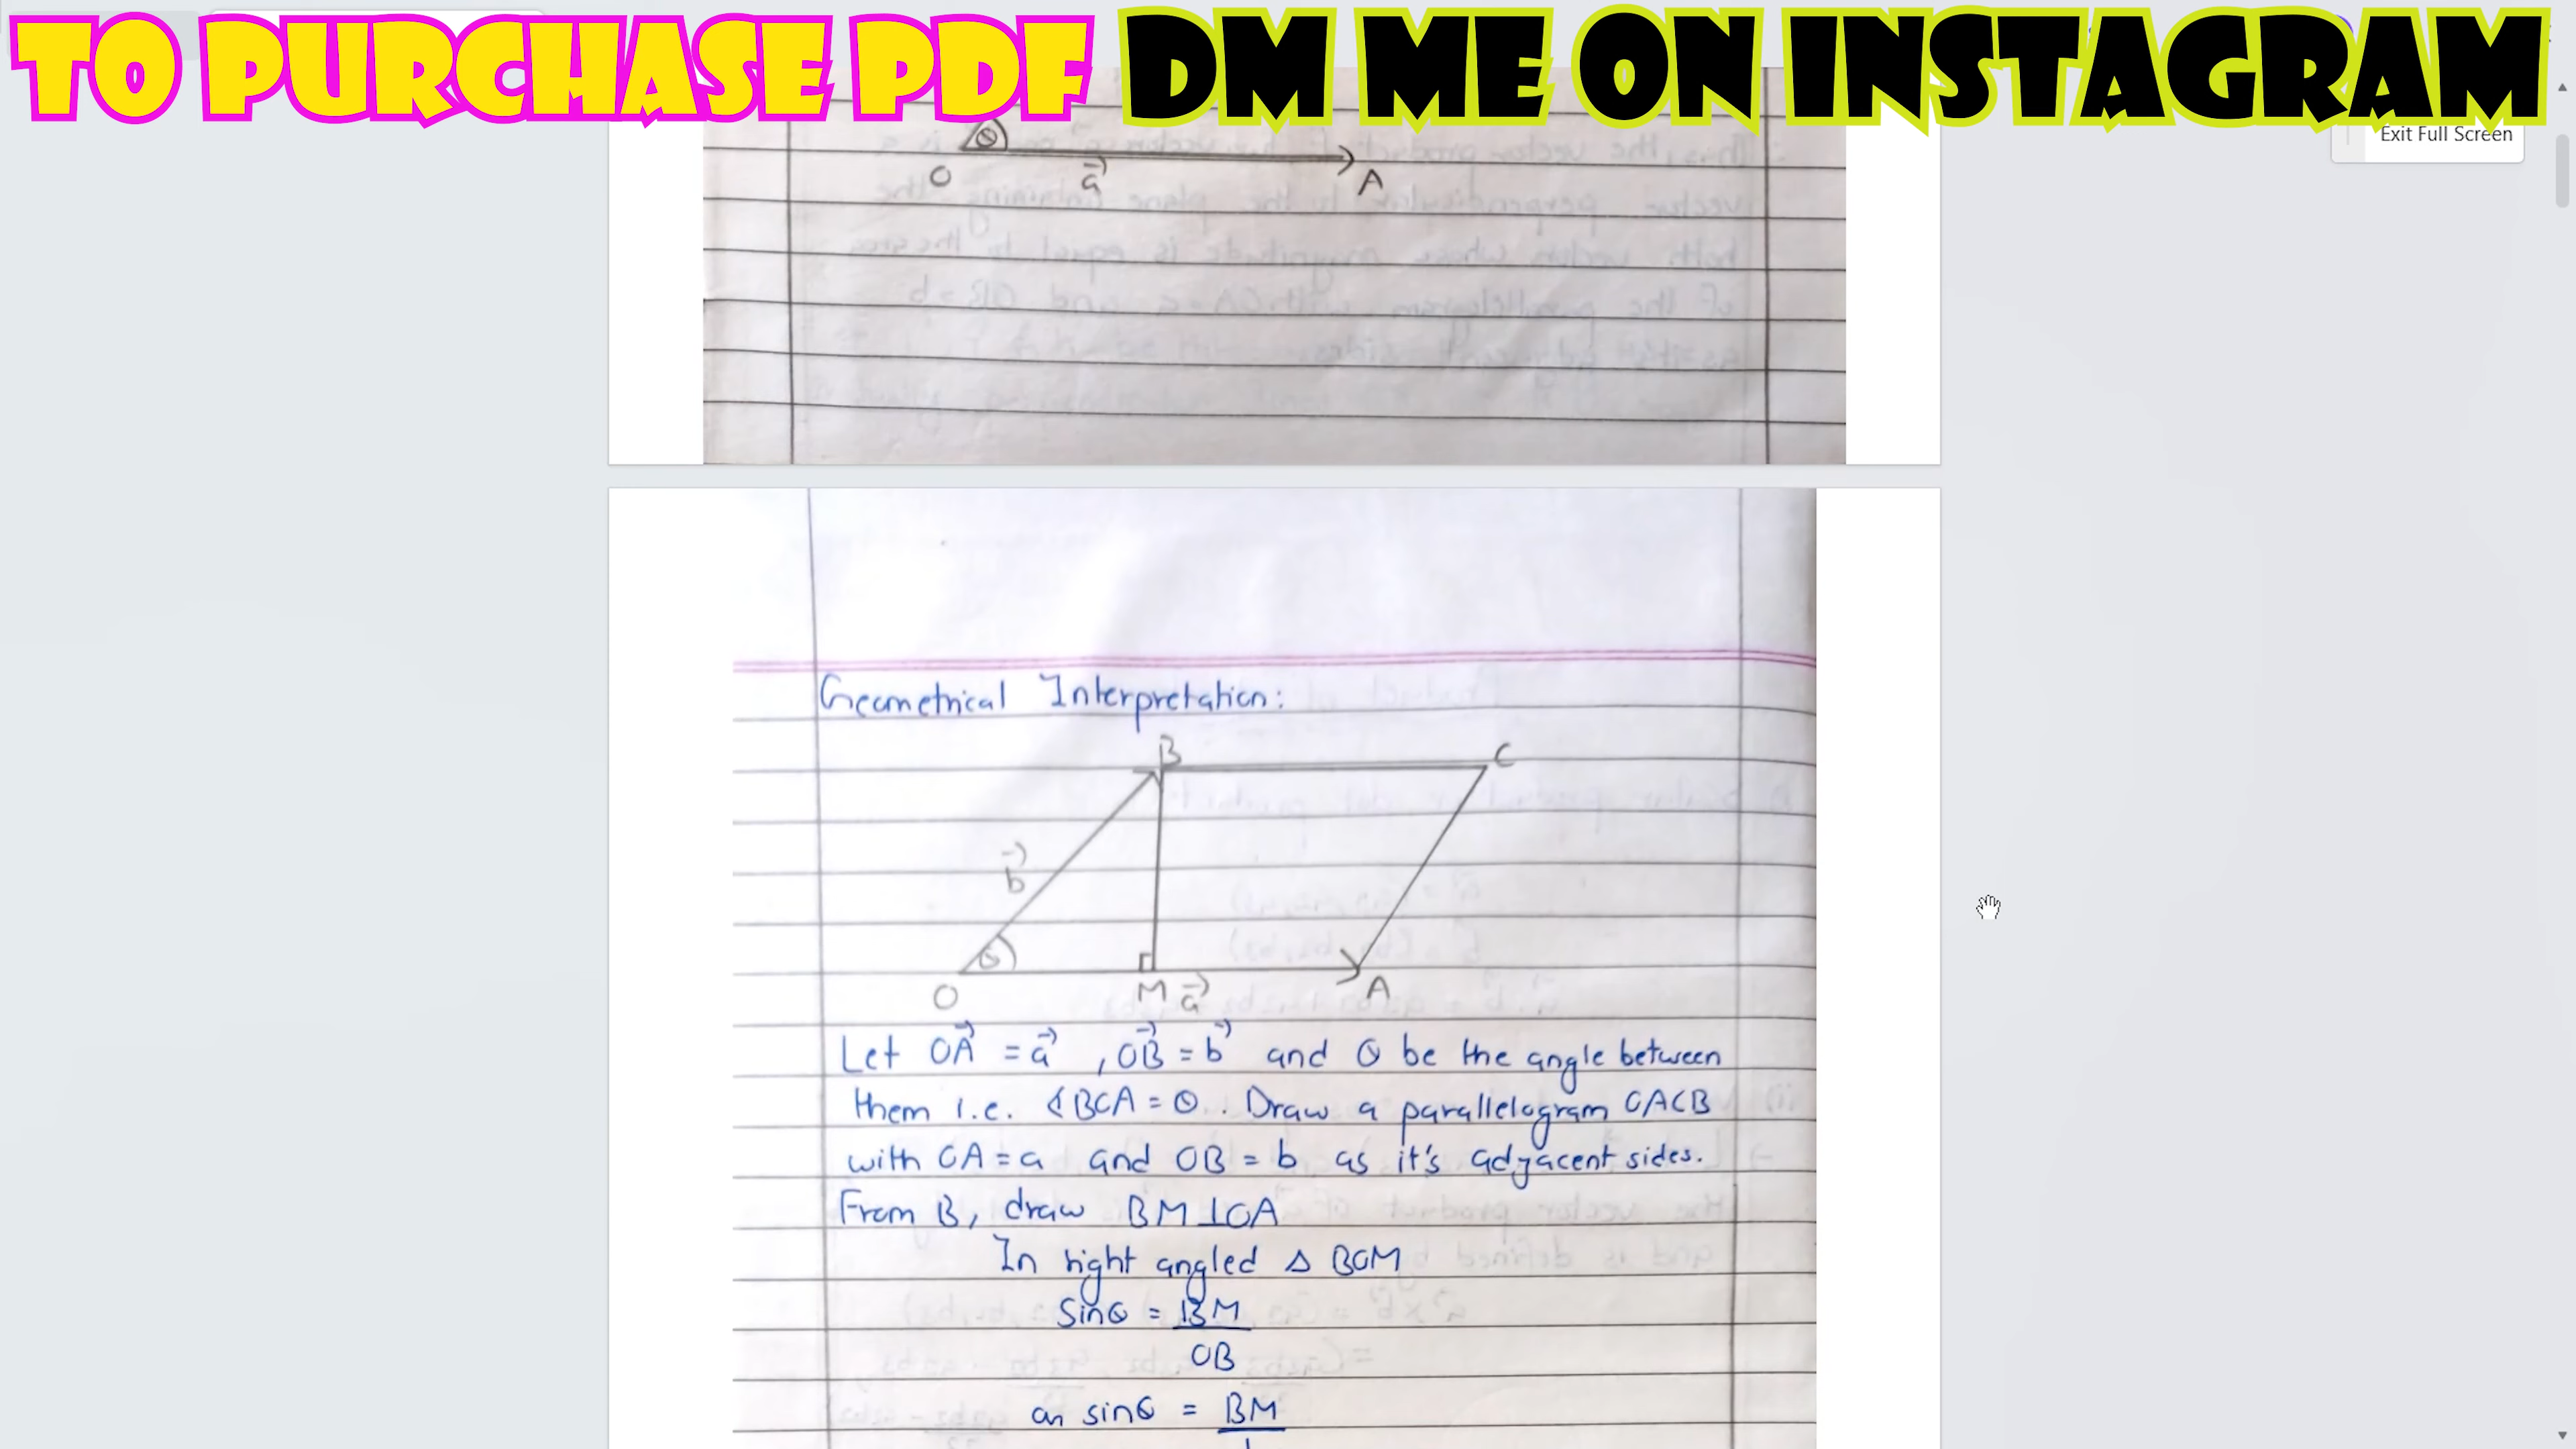 TO PURCHASE PDF DM ME ON INSTAGRAM
Exit Full Screen
θ
O a⃗ A
Geometrical Interpretation:
B C
b⃗
θ
O M a⃗ A
Let OA⃗ = a⃗ , OB⃗ = b⃗ and θ be the angle between
them i.e. ∢BOA = θ . Draw a parallelogram OACB
with OA = a and OB = b as it's adjacent sides.
From B, draw BM⊥OA
In right angled △ BOM
Sinθ = BM
OB
or sinθ = BM